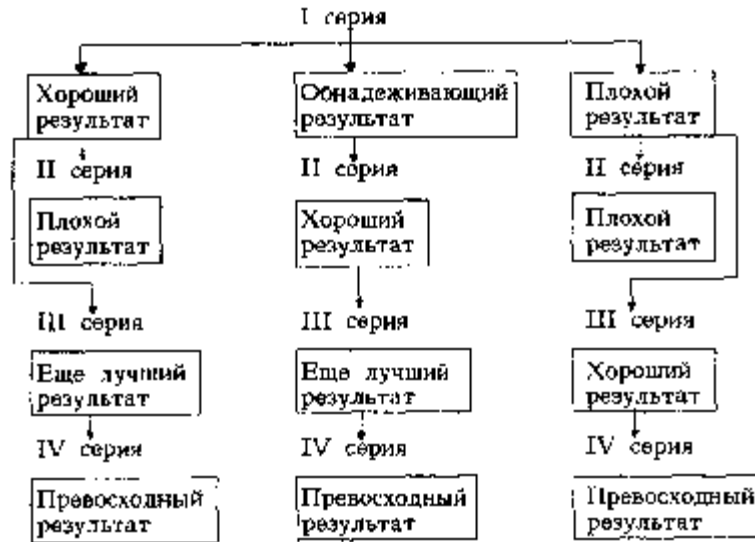 I серия
Хороший
результат
Обнадеживающий
результат
Плохой
результат
II серия
II серия
II серия
Плохой
результат
Хороший
результат
Плохой
результат
III серия
III серия
III серия
Еще лучший
результат
Еще лучший
результат
Хороший
результат
IV серия
IV серия
IV серия
Превосходный
результат
Превосходный
результат
Превосходный
результат